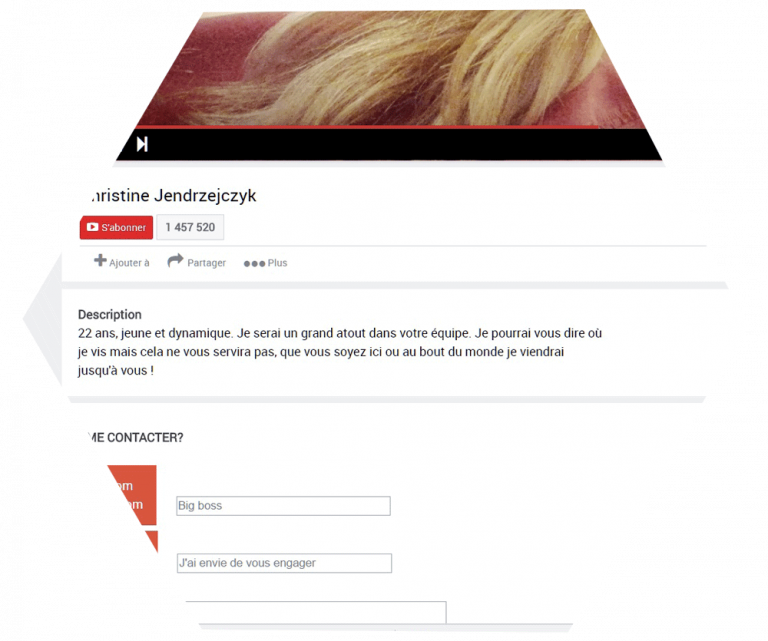 hristine Jendrzejczyk
S'abonner 1 457 520
Ajouter à Partager Plus
Description
22 ans, jeune et dynamique. Je serai un grand atout dans votre équipe. Je pourrai vous dire où
je vis mais cela ne vous servira pas, que vous soyez ici ou au bout du monde je viendrai
jusqu'à vous !
ME CONTACTER?
om
om
Big boss
J'ai envie de vous engager